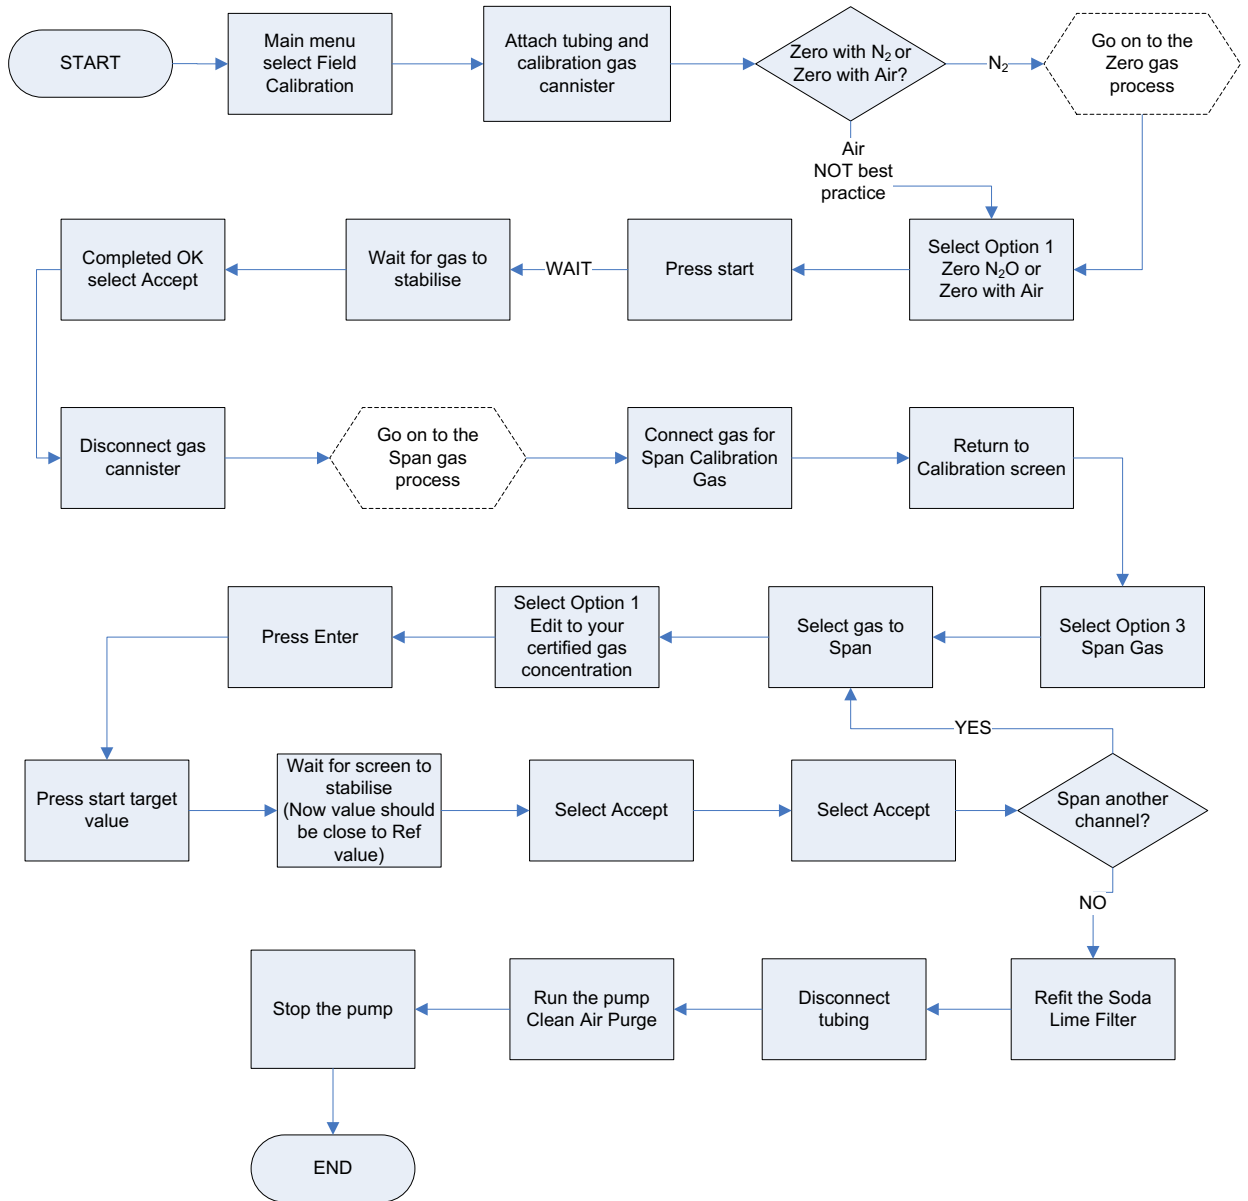 START
Main menu
select Field
Calibration
Attach tubing and
calibration gas
cannister
Zero with N₂ or
Zero with Air?
N₂
Go on to the
Zero gas
process
Air
NOT best
practice
Select Option 1
Zero N₂O or
Zero with Air
Press start
WAIT
Wait for gas to
stabilise
Completed OK
select Accept
Disconnect gas
cannister
Go on to the
Span gas
process
Connect gas for
Span Calibration
Gas
Return to
Calibration screen
Select Option 3
Span Gas
Select gas to
Span
Select Option 1
Edit to your
certified gas
concentration
Press Enter
Press start target
value
Wait for screen to
stabilise
(Now value should
be close to Ref
value)
Select Accept
Select Accept
Span another
channel?
YES
NO
Refit the Soda
Lime Filter
Disconnect
tubing
Run the pump
Clean Air Purge
Stop the pump
END